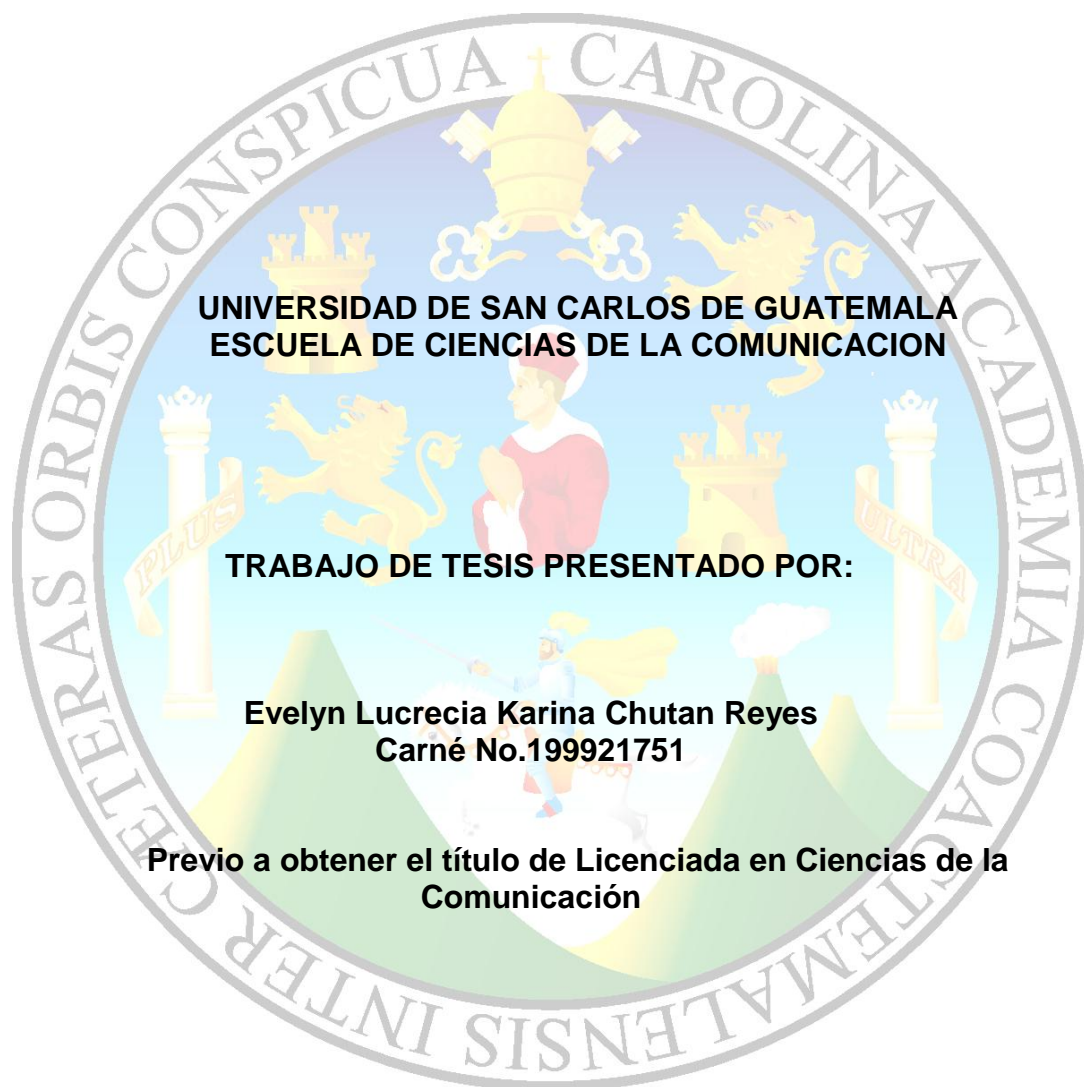 CAROLINA ACADEMIA COACTEMALENSIS INTER CÆTERAS ORBIS CONSPICUA
UNIVERSIDAD DE SAN CARLOS DE GUATEMALA
ESCUELA DE CIENCIAS DE LA COMUNICACION
PLUS
ULTRA
TRABAJO DE TESIS PRESENTADO POR:
Evelyn Lucrecia Karina Chutan Reyes
Carné No.199921751
Previo a obtener el título de Licenciada en Ciencias de la
Comunicación